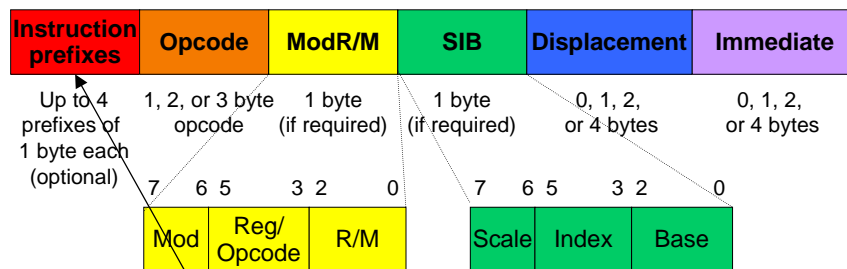 Instruction prefixes Opcode ModR/M SIB Displacement Immediate
Up to 4 1, 2, or 3 byte 1 byte 1 byte 0, 1, 2, 0, 1, 2,
prefixes of opcode (if required) (if required) or 4 bytes or 4 bytes
1 byte each
(optional)
7 6 5 3 2 0 7 6 5 3 2 0
Mod Reg/ Opcode R/M Scale Index Base